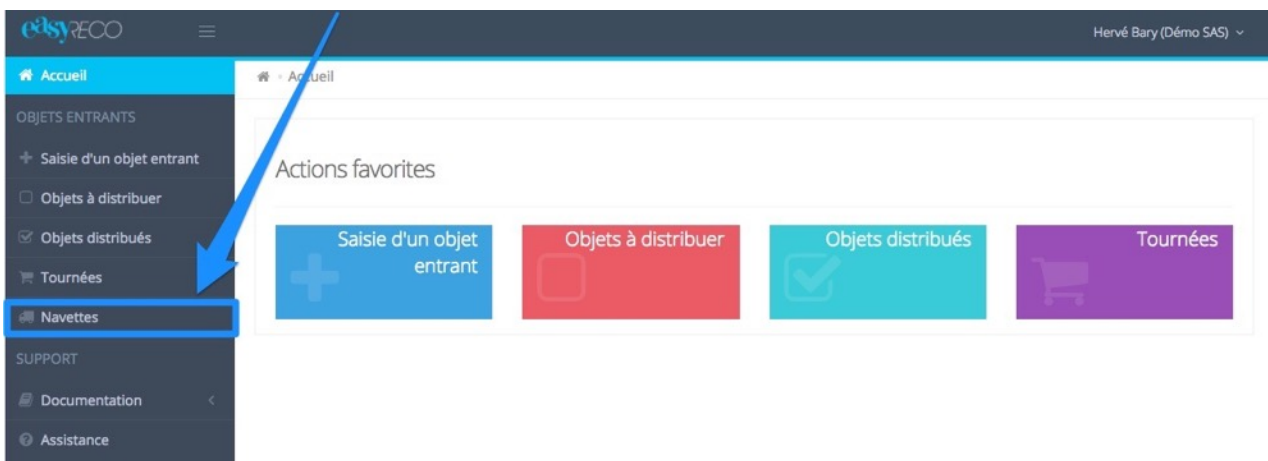 easyRECO
Hervé Bary (Démo SAS)
Accueil
Accueil
OBJETS ENTRANTS
Saisie d'un objet entrant
Objets à distribuer
Objets distribués
Tournées
Navettes
SUPPORT
Documentation
Assistance
Actions favorites
Saisie d'un objet
entrant
Objets à distribuer
Objets distribués
Tournées